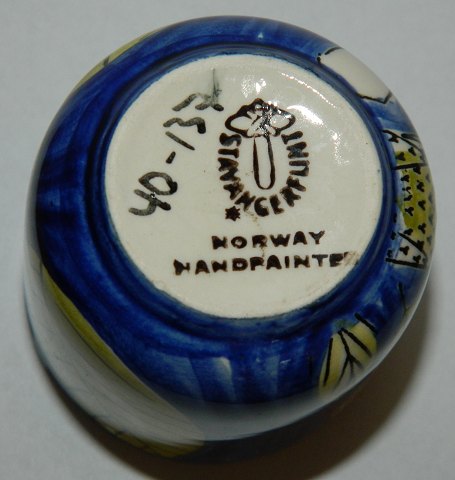 40-137
STAVANGERFLINT
NORWAY
HANDPAINTED